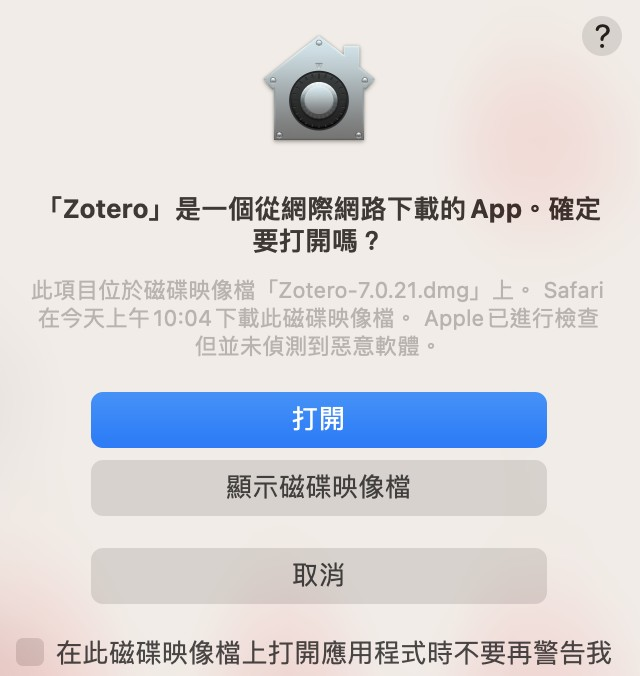 ?
「Zotero」是一個從網際網路下載的App。確定
要打開嗎？
此項目位於磁碟映像檔「Zotero-7.0.21.dmg」上。 Safari
在今天上午10:04下載此磁碟映像檔。 Apple已進行檢查
但並未偵測到惡意軟體。
打開
顯示磁碟映像檔
取消
在此磁碟映像檔上打開應用程式時不要再警告我